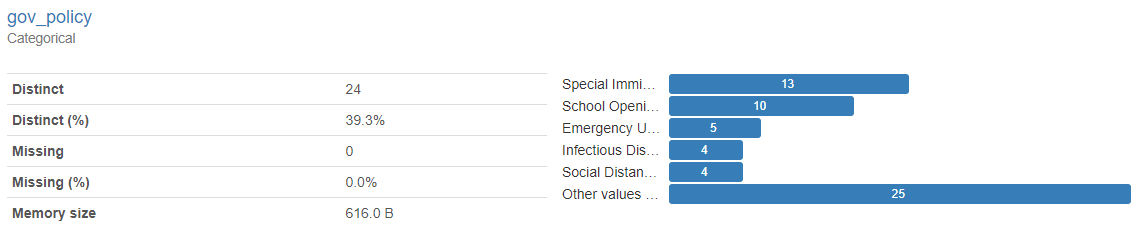 gov_policy
Categorical
Distinct 24
Distinct (%) 39.3%
Missing 0
Missing (%) 0.0%
Memory size 616.0 B
Special Immi... 13
School Openi... 10
Emergency U... 5
Infectious Dis... 4
Social Distan... 4
Other values ... 25